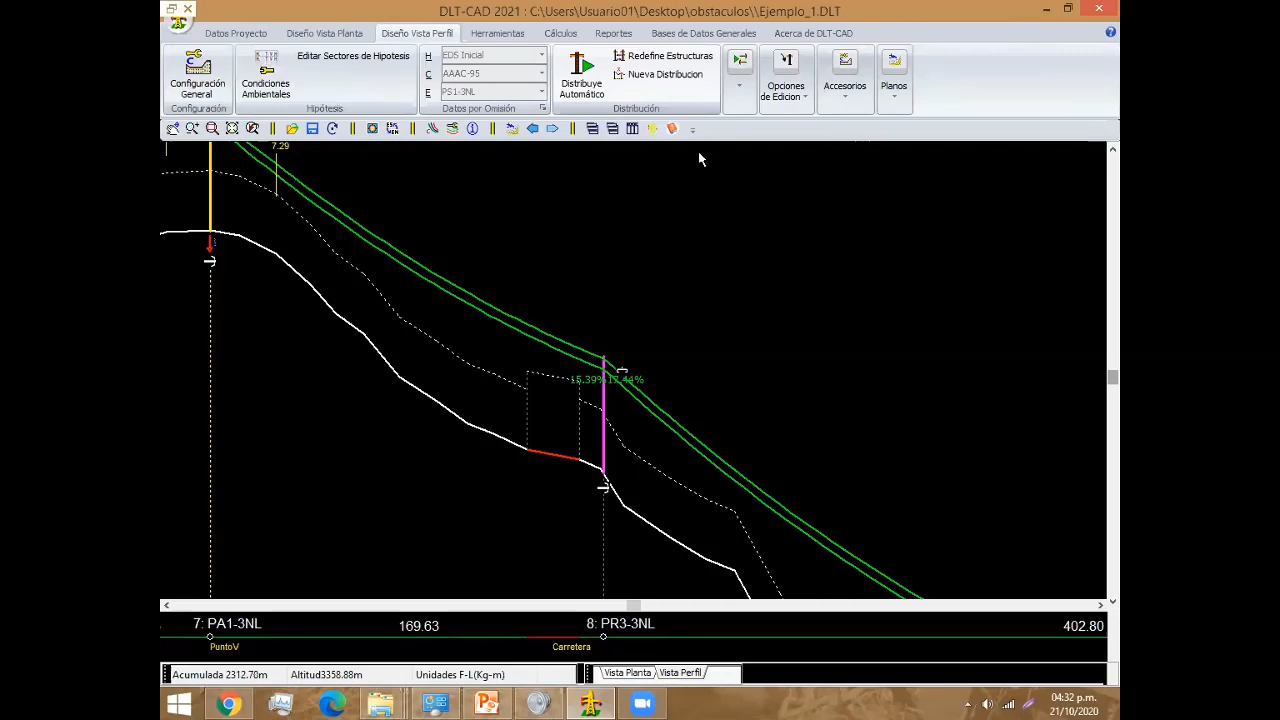 DLT-CAD 2021 : C:\Users\Usuario01\Desktop\obstaculos\\Ejemplo_1.DLT
Datos Proyecto
Diseño Vista Planta
Diseño Vista Perfil
Herramientas
Cálculos
Reportes
Bases de Datos Generales
Acerca de DLT-CAD
Configuración General
Configuración
Condiciones Ambientales
Editar Sectores de Hipotesis
Hipótesis
H EDS Inicial
C AAAC-95
E PS1-3NL
Datos por Omisión
Distribuye Automático
Redefine Estructuras
Nueva Distribucion
Distribución
Opciones de Edicion
Accesorios
Planos
7.29
15.39%
17.44%
7: PA1-3NL
169.63
8: PR3-3NL
402.80
PuntoV
Carretera
Acumulada 2312.70m
Altitud3358.88m
Unidades F-L(Kg-m)
Vista Planta
Vista Perfil
04:32 p.m.
21/10/2020